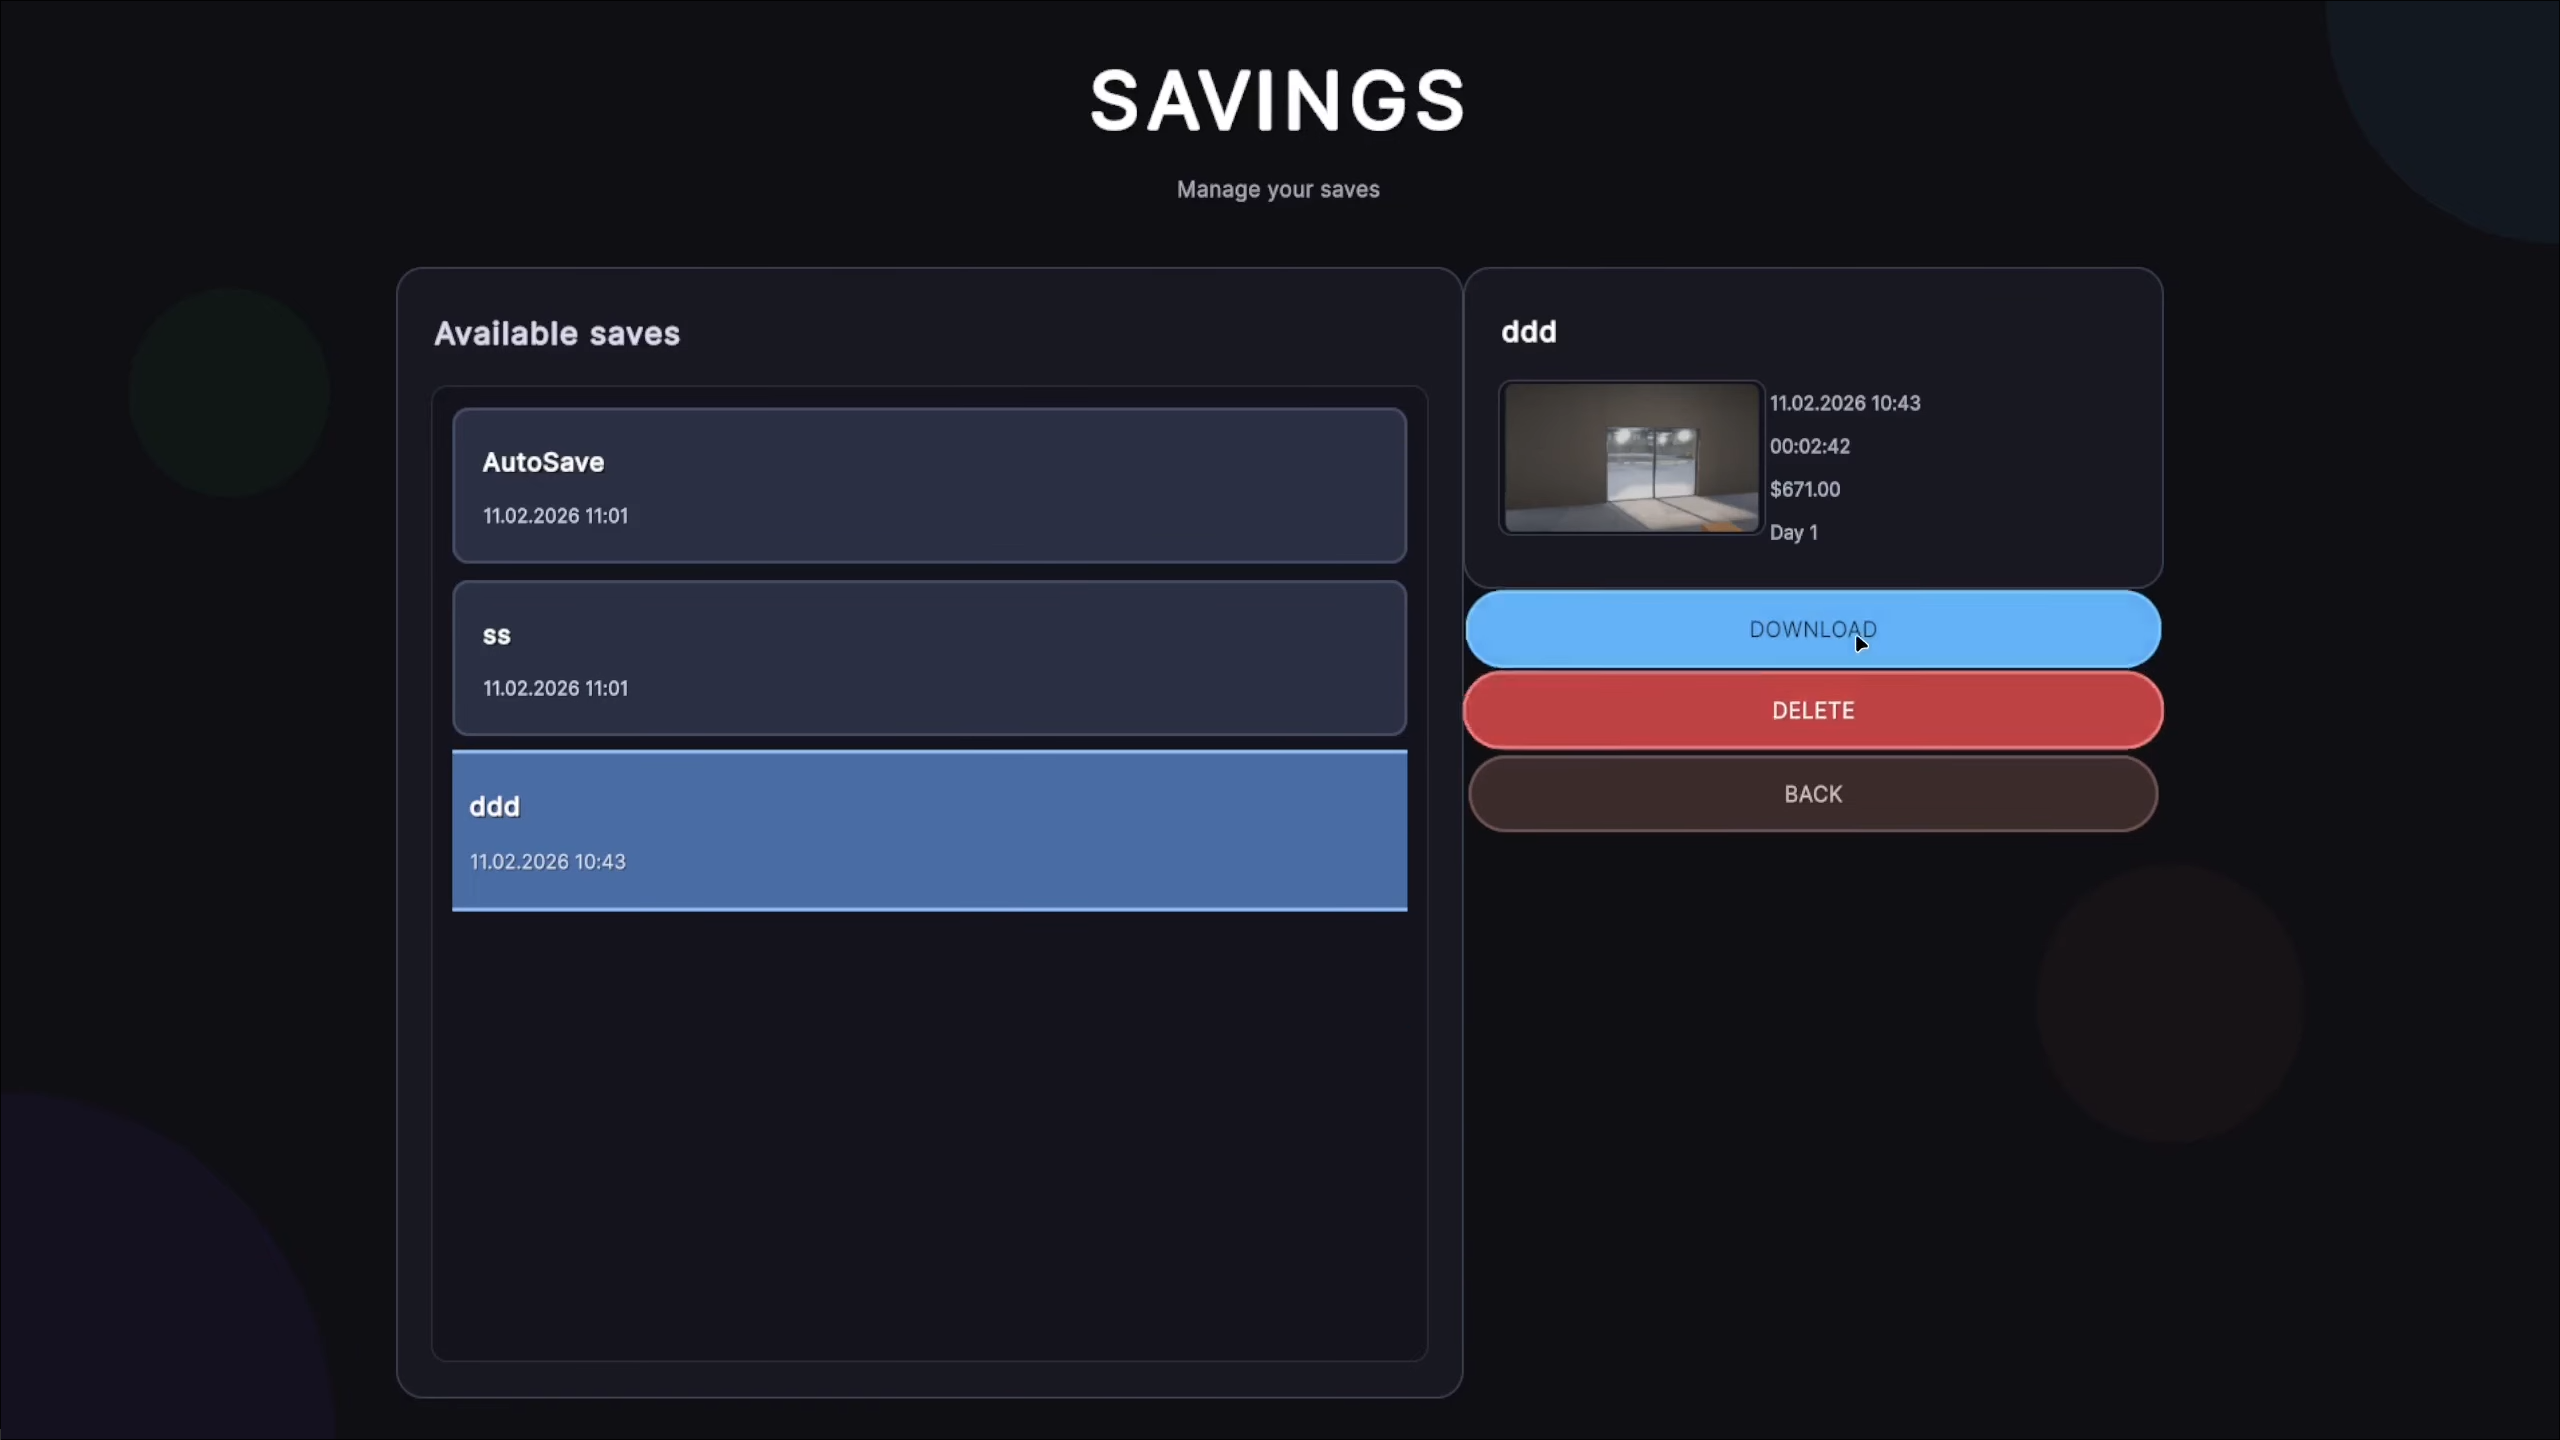 SAVINGS
Manage your saves
Available saves
AutoSave
11.02.2026 11:01
ss
11.02.2026 11:01
ddd
11.02.2026 10:43
ddd
11.02.2026 10:43
00:02:42
$671.00
Day 1
DOWNLOAD
DELETE
BACK